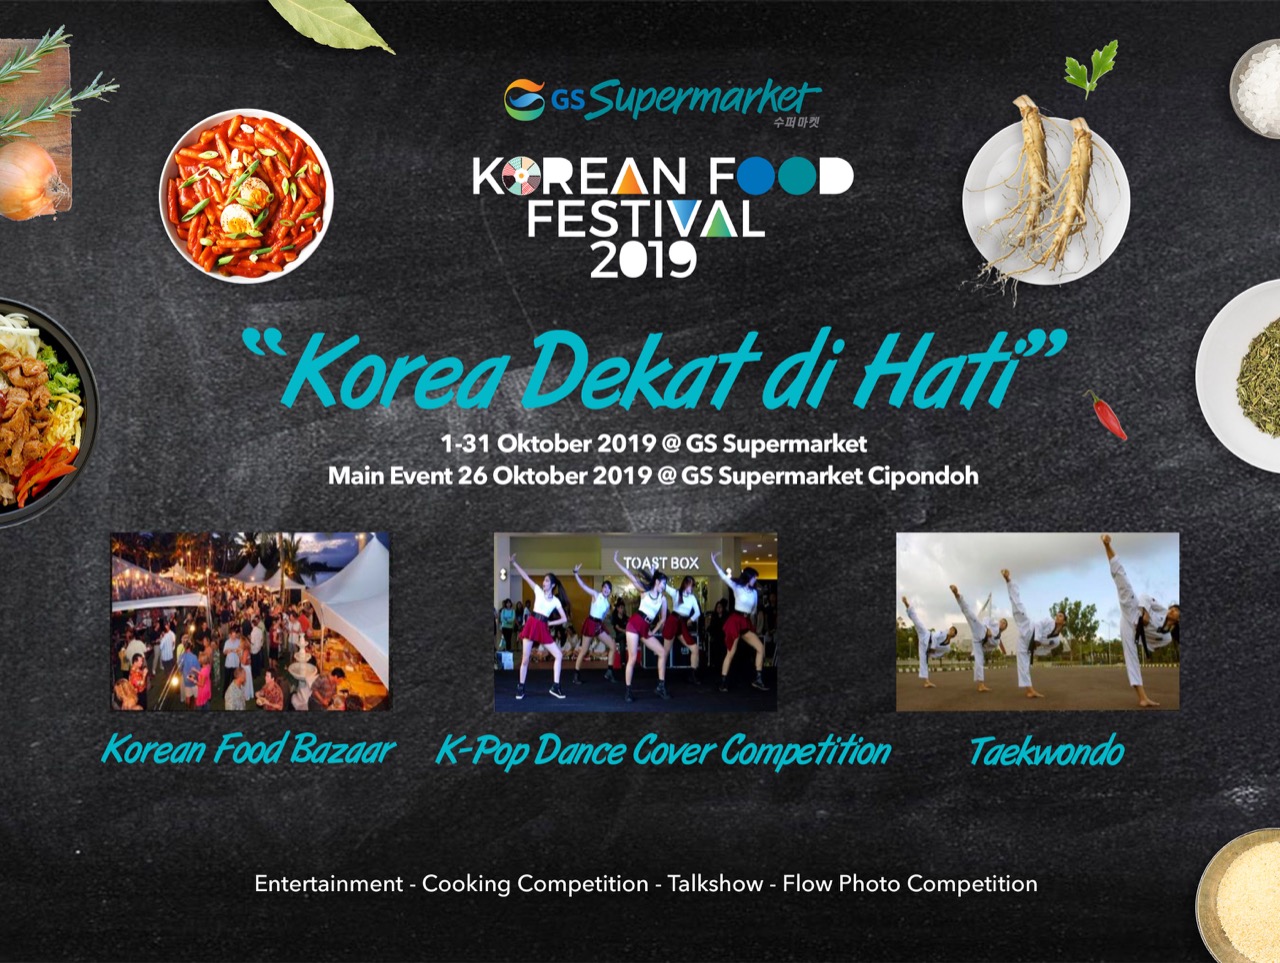 GS Supermarket
수퍼마켓
KOREAN FOOD
FESTIVAL
2019
“Korea Dekat di Hati”
1-31 Oktober 2019 @ GS Supermarket
Main Event 26 Oktober 2019 @ GS Supermarket Cipondoh
TOAST BOX
Korean Food Bazaar
K-Pop Dance Cover Competition
Taekwondo
Entertainment - Cooking Competition - Talkshow - Flow Photo Competition